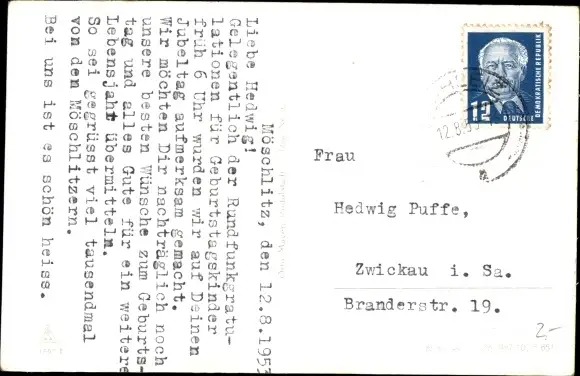 Möschlitz, den 12.8.1953
Liebe Hedwig!
Gelegentlich der Rundfunkgratu-
lationen für Geburtstagskinder
früh 6 Uhr wurden wir auf Deinen
Jubeltag aufmerksam gemacht.
Wir möchten Dir nachträglich noch
unsere besten Wünsche zum Geburts-
tag und alles Gute für ein weitere
Lebensjahr übermitteln.
So sei gegrüsst viel tausendmal
von den Möschlitzern.
Bei uns ist es schön heiss.
12
DEUTSCHE
DEMOKRATISCHE REPUBLIK
Frau
Hedwig Puffe,
Zwickau i. Sa.
Branderstr. 19.
2,-